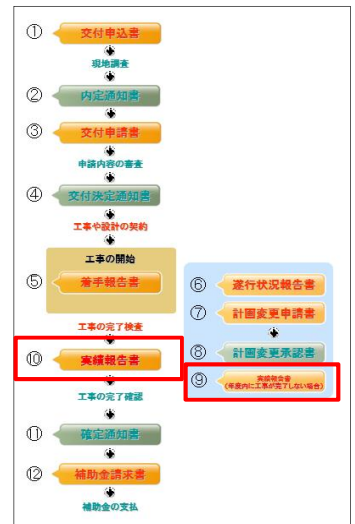 ① 交付申込書
現地調査
② 内定通知書
③ 交付申請書
申請内容の審査
④ 交付決定通知書
工事や設計の契約
工事の開始
⑤ 着手報告書
工事の完了検査
⑩ 実績報告書
工事の完了確認
⑪ 確定通知書
⑫ 補助金請求書
補助金の支払
⑥ 遂行状況報告書
⑦ 計画変更申請書
⑧ 計画変更承認書
⑨ 実績報告書
(年度内に工事が完了しない場合)